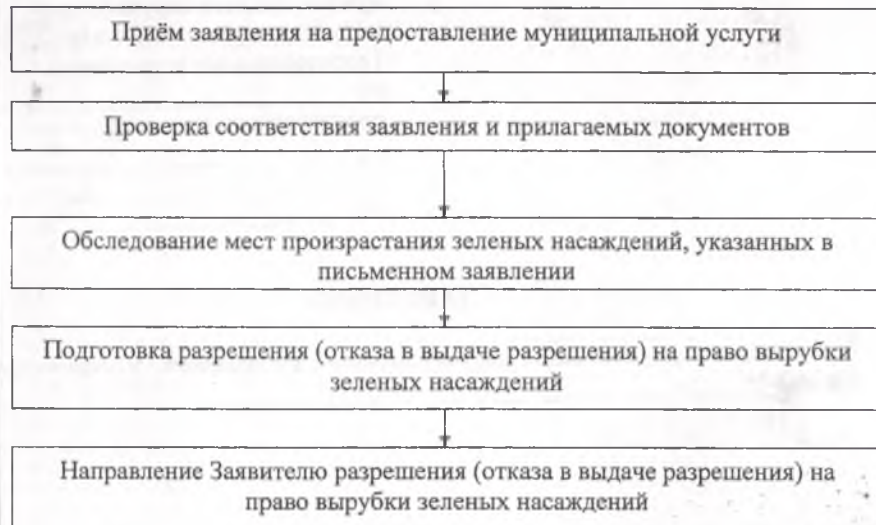 Приём заявления на предоставление муниципальной услуги
Проверка соответствия заявления и прилагаемых документов
Обследование мест произрастания зеленых насаждений, указанных в
письменном заявлении
Подготовка разрешения (отказа в выдаче разрешения) на право вырубки
зеленых насаждений
Направление Заявителю разрешения (отказа в выдаче разрешения) на
право вырубки зеленых насаждений